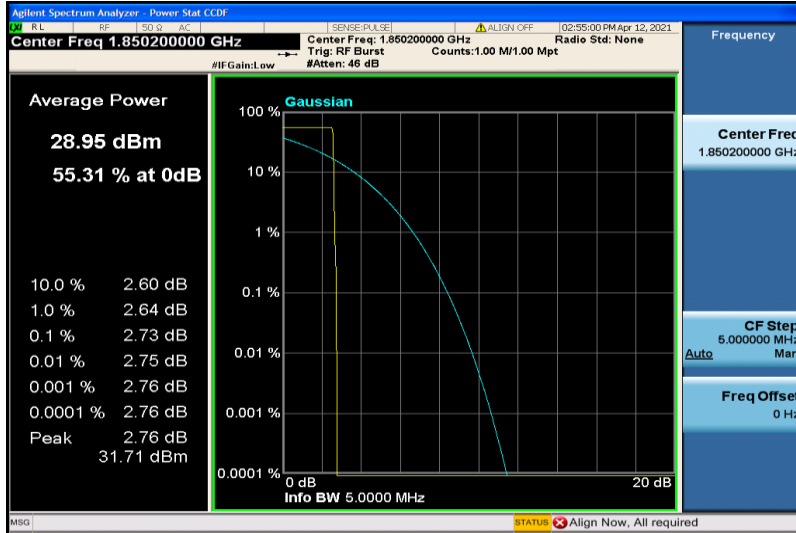 Agilent Spectrum Analyzer - Power Stat CCDF
LXI RL RF 50 Ω AC SENSE:PULSE ALIGN OFF 02:55:00 PM Apr 12, 2021
Center Freq 1.850200000 GHz
Center Freq: 1.850200000 GHz Radio Std: None
Trig: RF Burst Counts:1.00 M/1.00 Mpt
#IFGain:Low #Atten: 46 dB
Average Power
28.95 dBm
55.31 % at 0dB
10.0 % 2.60 dB
1.0 % 2.64 dB
0.1 % 2.73 dB
0.01 % 2.75 dB
0.001 % 2.76 dB
0.0001 % 2.76 dB
Peak 2.76 dB
31.71 dBm
Gaussian
100 %
10 %
1 %
0.1 %
0.01 %
0.001 %
0.0001 %
0 dB 20 dB
Info BW 5.0000 MHz
Frequency
Center Freq
1.850200000 GHz
CF Step
5.000000 MHz
Auto Man
Freq Offset
0 Hz
MSG STATUS Align Now, All required